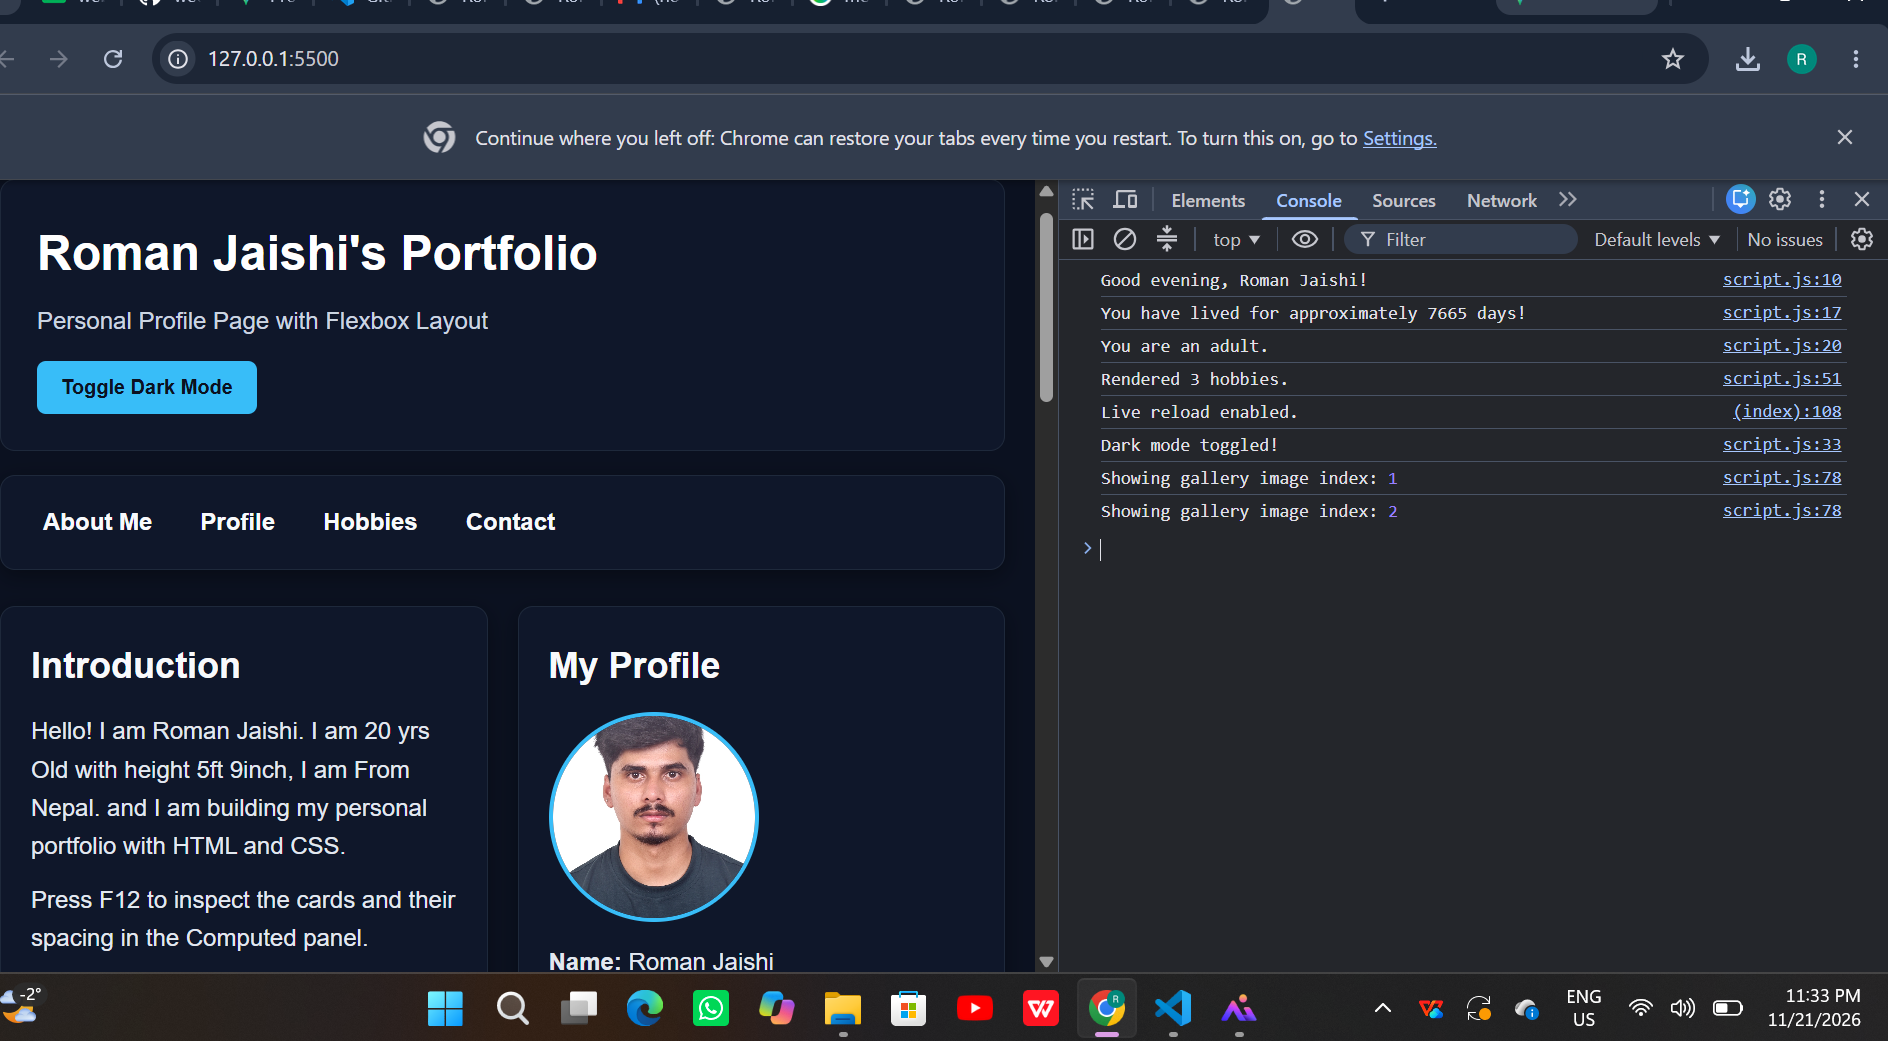 127.0.0.1:5500
R
Continue where you left off: Chrome can restore your tabs every time you restart. To turn this on, go to Settings.
Roman Jaishi's Portfolio
Personal Profile Page with Flexbox Layout
Toggle Dark Mode
About Me Profile Hobbies Contact
Introduction
Hello! I am Roman Jaishi. I am 20 yrs
Old with height 5ft 9inch, I am From
Nepal. and I am building my personal
portfolio with HTML and CSS.
Press F12 to inspect the cards and their
spacing in the Computed panel.
My Profile
Name: Roman Jaishi
Elements Console Sources Network
top Filter Default levels No issues
Good evening, Roman Jaishi! script.js:10
You have lived for approximately 7665 days! script.js:17
You are an adult. script.js:20
Rendered 3 hobbies. script.js:51
Live reload enabled. (index):108
Dark mode toggled! script.js:33
Showing gallery image index: 1 script.js:78
Showing gallery image index: 2 script.js:78
-2°
R
ENG
US
11:33 PM
11/21/2026